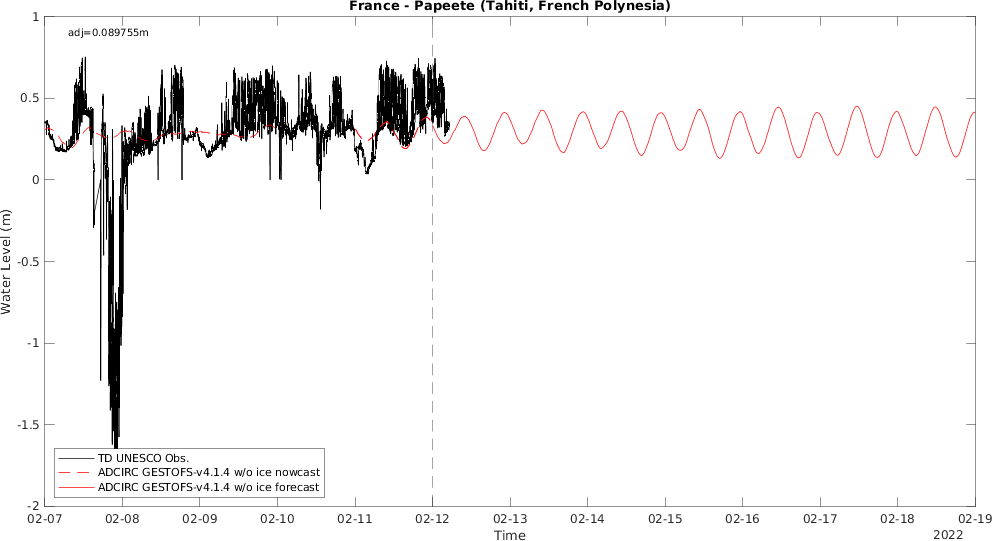 France - Papeete (Tahiti, French Polynesia)
adj=0.089755m
1
0.5
0
-0.5
-1
-1.5
-2
Water Level (m)
TD UNESCO Obs.
ADCIRC GESTOFS-v4.1.4 w/o ice nowcast
ADCIRC GESTOFS-v4.1.4 w/o ice forecast
02-07 02-08 02-09 02-10 02-11 02-12 02-13 02-14 02-15 02-16 02-17 02-18 02-19
Time
2022